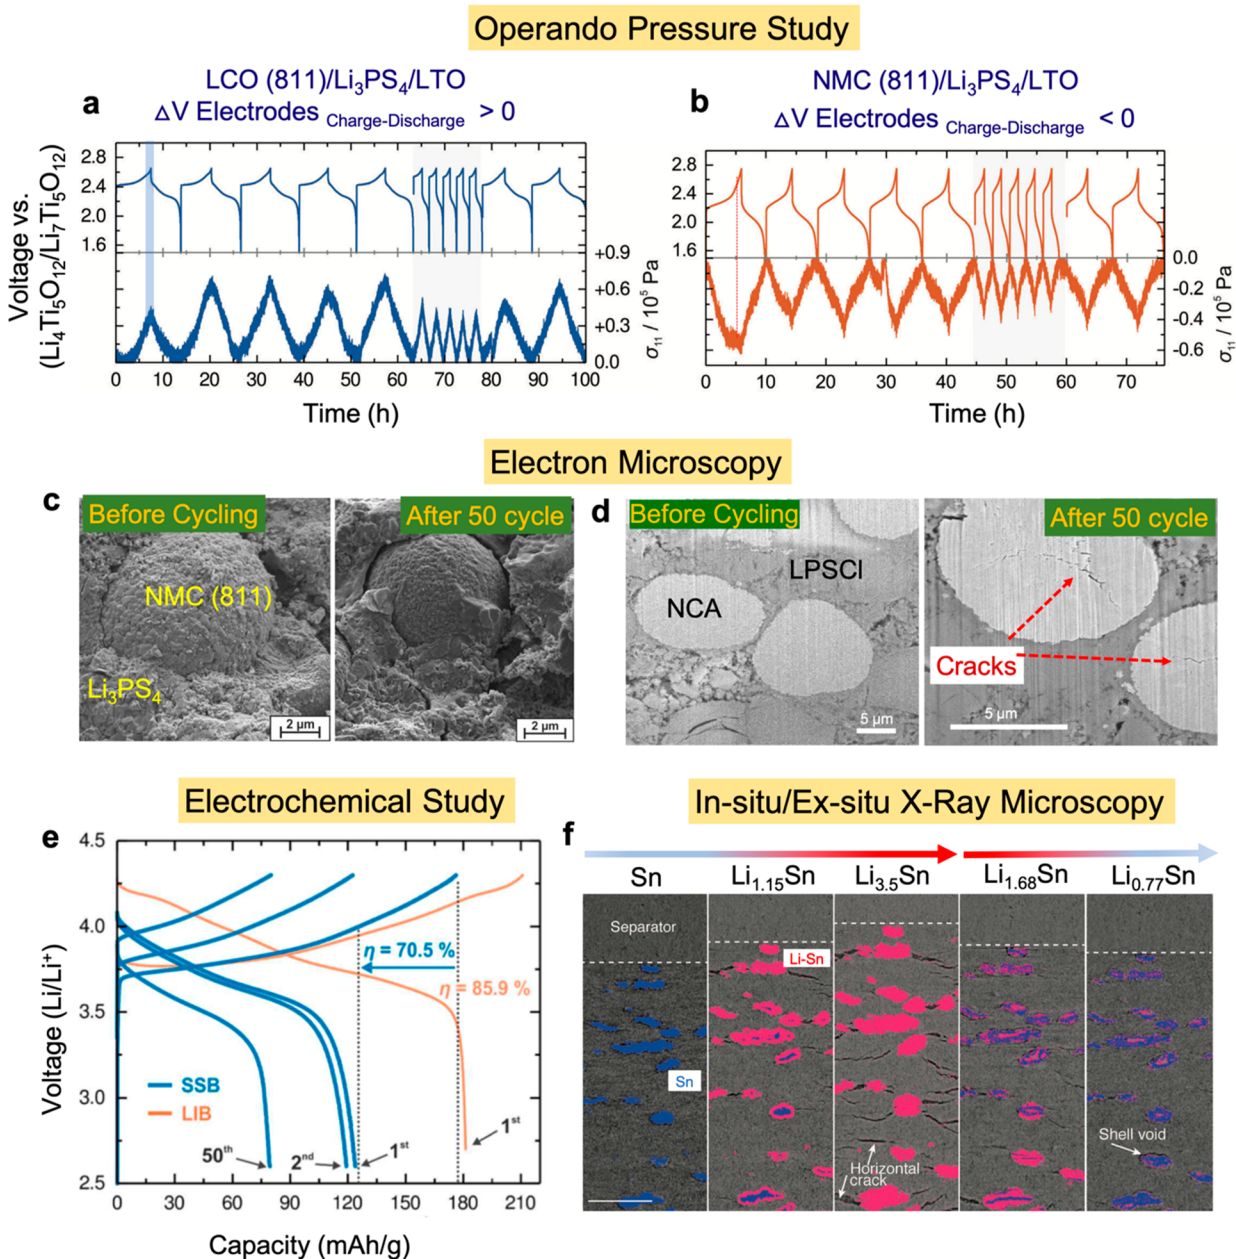 Operando Pressure Study
LCO (811)/Li₃PS₄/LTO
a
ΔV Electrodes Charge-Discharge > 0
Voltage vs.
(Li₄Ti₅O₁₂/Li₇Ti₅O₁₂)
2.8
2.4
2.0
1.6
+0.9
+0.6
+0.3
0.0
σ₁₁ / 10⁵ Pa
0 10 20 30 40 50 60 70 80 90 100
Time (h)
NMC (811)/Li₃PS₄/LTO
b
ΔV Electrodes Charge-Discharge < 0
2.8
2.4
2.0
1.6
0.0
-0.2
-0.4
-0.6
σ₁₁ / 10⁵ Pa
0 10 20 30 40 50 60 70
Time (h)
Electron Microscopy
c
Before Cycling
NMC (811)
Li₃PS₄
2 µm
After 50 cycle
2 µm
d
Before Cycling
LPSCl
NCA
5 µm
After 50 cycle
Cracks
5 µm
Electrochemical Study
e
Voltage (Li/Li⁺)
4.5
4.0
3.5
3.0
2.5
η = 70.5 %
η = 85.9 %
SSB
LIB
50th
2nd
1st
1st
0 30 60 90 120 150 180 210
Capacity (mAh/g)
In-situ/Ex-situ X-Ray Microscopy
f
Sn
Li₁.₁₅Sn
Li₃.₅Sn
Li₁.₆₈Sn
Li₀.₇₇Sn
Separator
Li-Sn
Sn
Horizontal
crack
Shell void